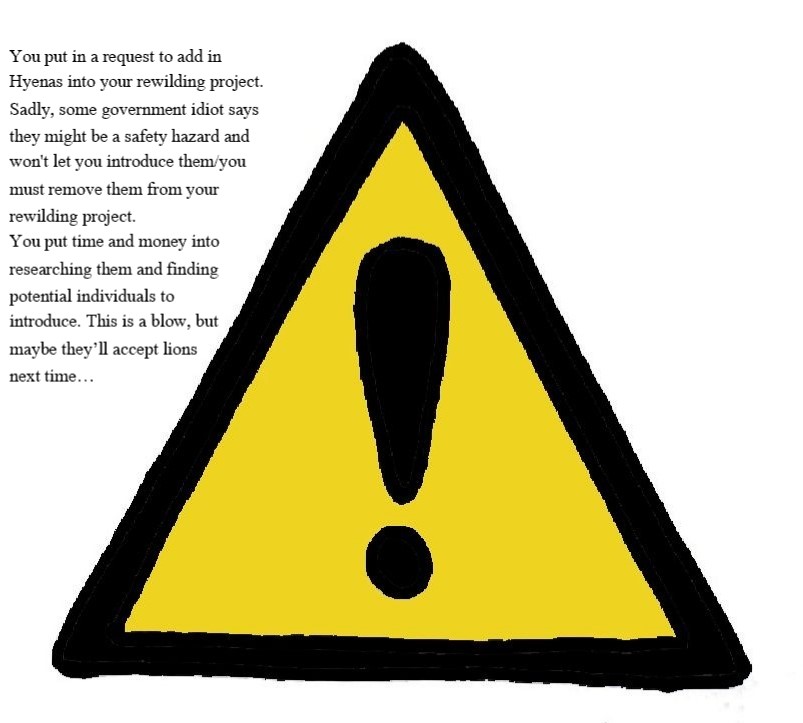 You put in a request to add in
Hyenas into your rewilding project.
Sadly, some government idiot says
they might be a safety hazard and
won't let you introduce them/you
must remove them from your
rewilding project.
You put time and money into
researching them and finding
potential individuals to
introduce. This is a blow, but
maybe they’ll accept lions
next time…